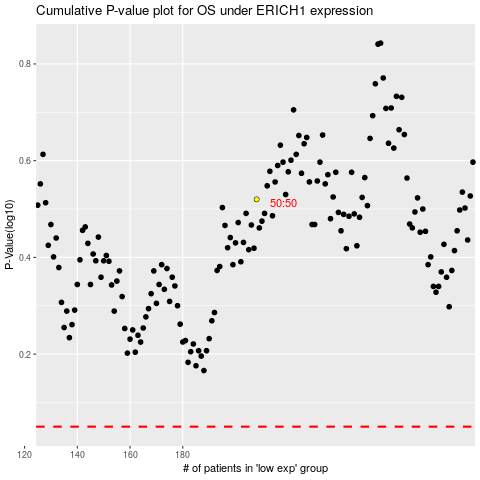 Cumulative P-value plot for OS under ERICH1 expression
P-Value(log10)
0.8
0.6
0.4
0.2
50:50
120 140 160 180
# of patients in 'low exp' group